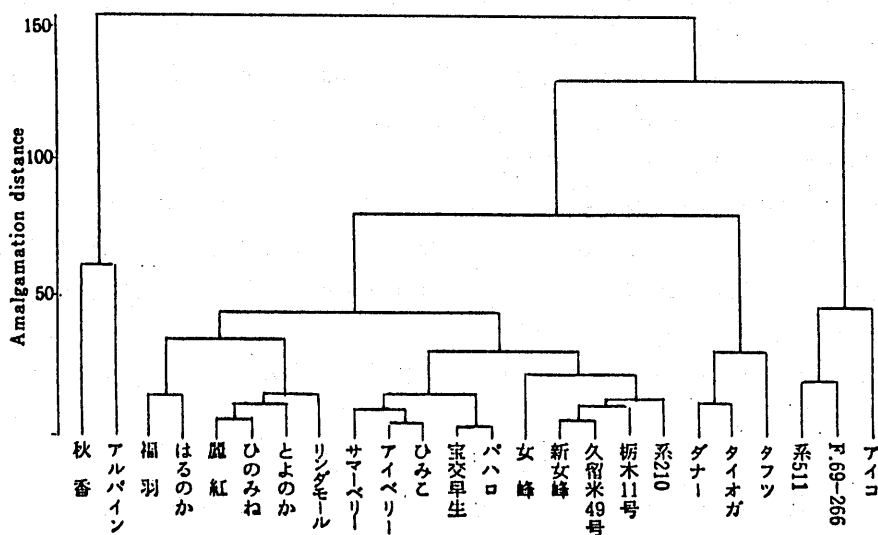 150
100
50
Amalgamation distance
秋香
アルパイン
福羽
はるのか
麗紅
ひのみね
とよのか
リンダモール
サマーベリー
アイベリー
ひみこ
宝交早生
パハロ
女峰
新女峰
久留米49号
栃木11号
系210
ダナー
タイオガ
タフツ
系511
F.69-266
アイコ